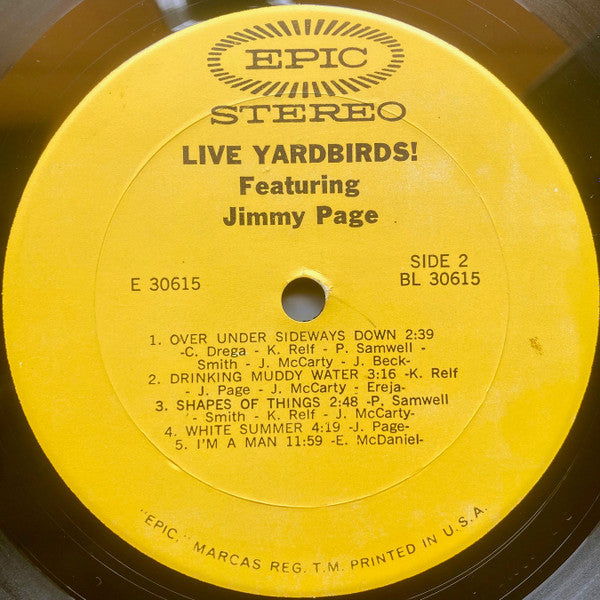 EPIC
STEREO
LIVE YARDBIRDS!
Featuring
Jimmy Page
E 30615
SIDE 2
BL 30615
1. OVER UNDER SIDEWAYS DOWN 2:39
-C. Drega - K. Relf - P. Samwell -
Smith - J. McCarty - J. Beck-
2. DRINKING MUDDY WATER 3:16 -K. Relf
- J. Page - J. McCarty - Ereja-
3. SHAPES OF THINGS 2:48 -P. Samwell
- Smith - K. Relf - J. McCarty-
4. WHITE SUMMER 4:19 -J. Page-
5. I'M A MAN 11:59 -E. McDaniel-
"EPIC," MARCAS REG. T.M. PRINTED IN U.S.A.